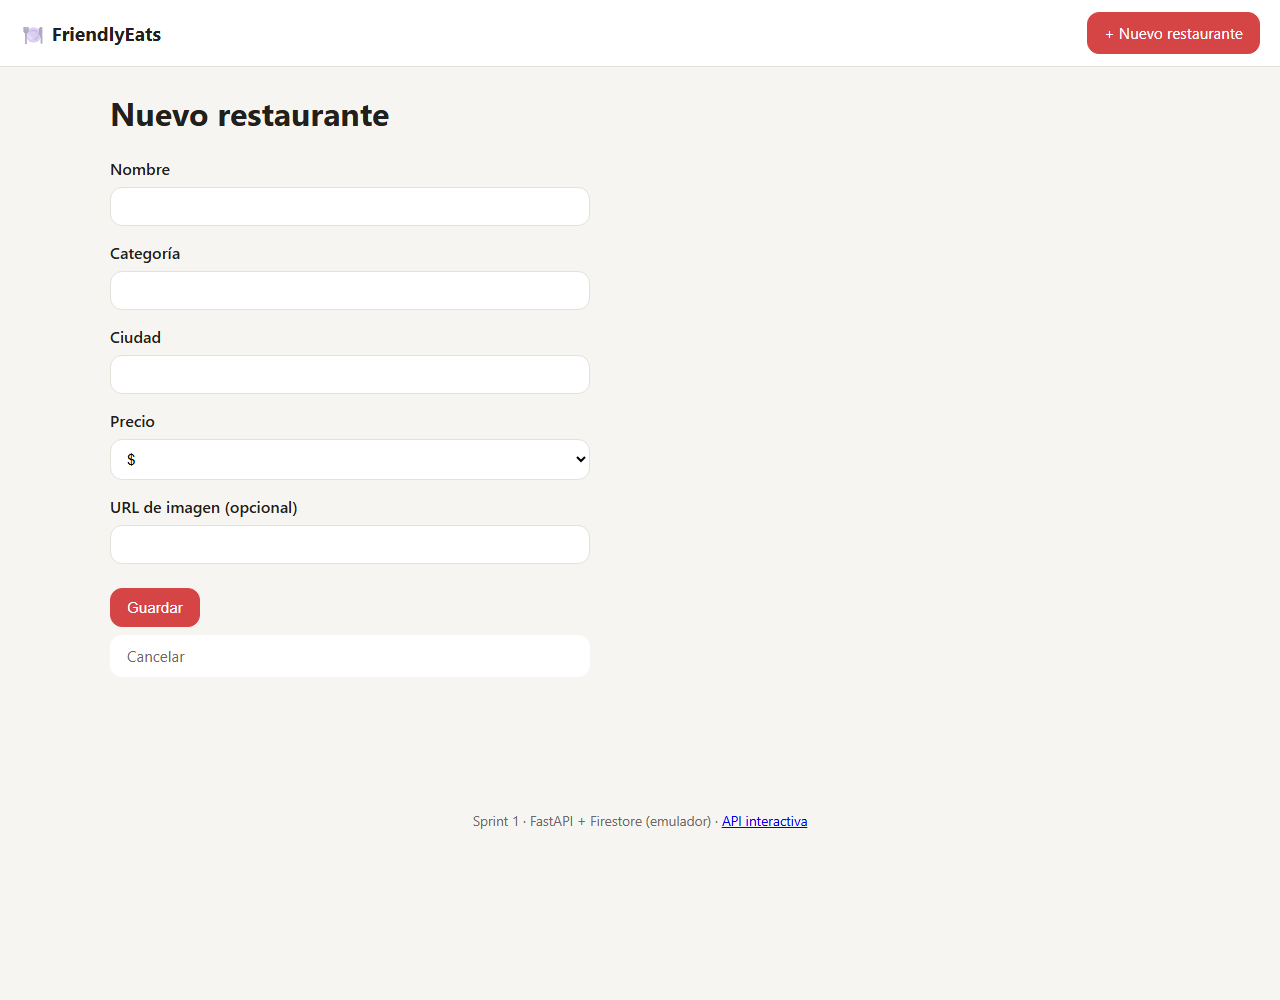 FriendlyEats
+ Nuevo restaurante
Nuevo restaurante
Nombre
Categoría
Ciudad
Precio
$
URL de imagen (opcional)
Guardar
Cancelar
Sprint 1 · FastAPI + Firestore (emulador) · API interactiva